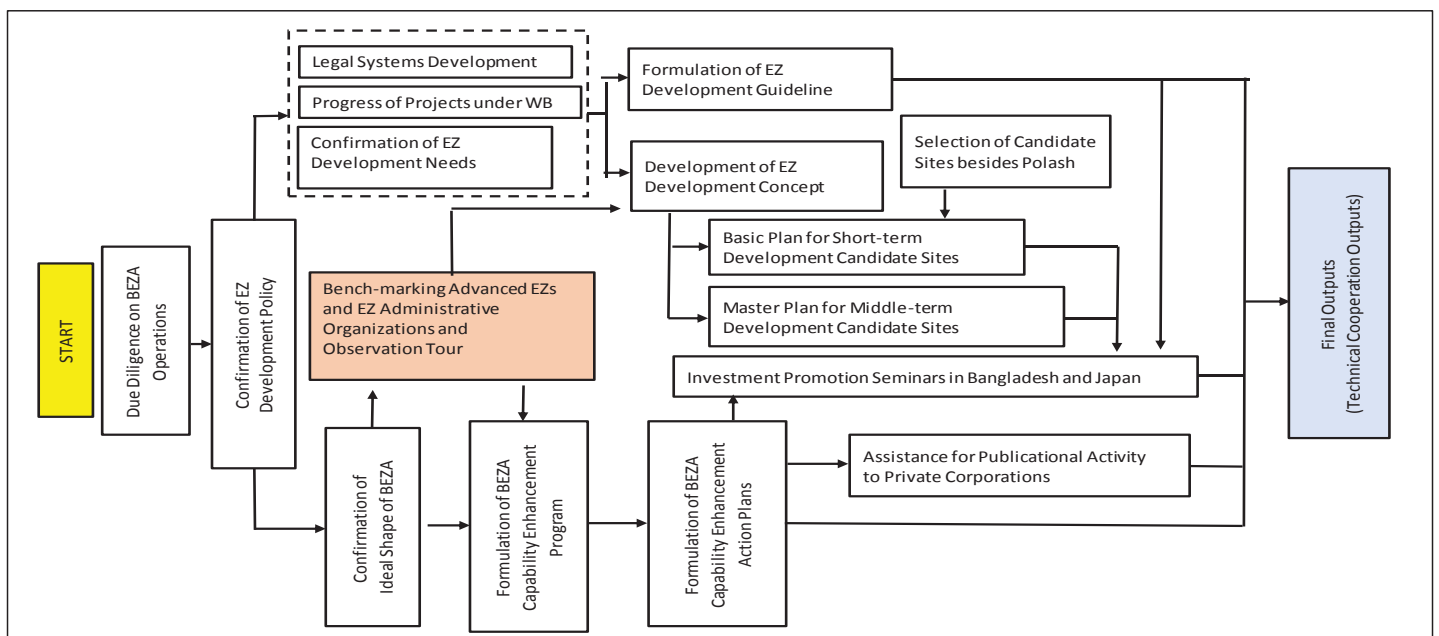 START
Due Diligence on BEZA
Operations
Confirmation of EZ
Development Policy
Legal Systems Development
Progress of Projects under WB
Confirmation of EZ
Development Needs
Formulation of EZ
Development Guideline
Development of EZ
Development Concept
Selection of Candidate
Sites besides Polash
Basic Plan for Short-term
Development Candidate Sites
Master Plan for Middle-term
Development Candidate Sites
Bench-marking Advanced EZs
and EZ Administrative
Organizations and
Observation Tour
Investment Promotion Seminars in Bangladesh and Japan
Confirmation of
Ideal Shape of BEZA
Formulation of BEZA
Capability Enhancement
Program
Formulation of BEZA
Capability Enhancement
Action Plans
Assistance for Publicational Activity
to Private Corporations
Final Outputs
(Technical Cooperation Outputs)